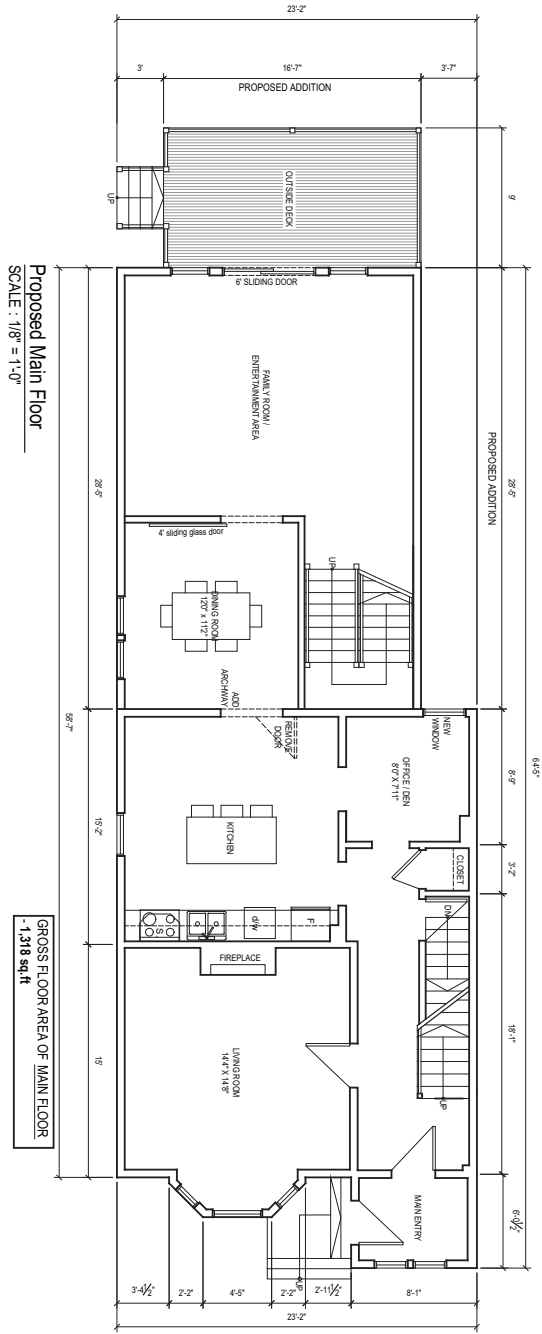 23'-2"
3'
16'-7"
3'-7"
PROPOSED ADDITION
OUTSIDE DECK
UP
9'
6' SLIDING DOOR
FAMILY ROOM /
ENTERTAINMENT AREA
PROPOSED ADDITION
28'-5"
28'-5"
4' sliding glass door
UP
DINING ROOM
12'0" x 11'2"
ADD
ARCHWAY
REMOVE
DOOR
NEW
WINDOW
OFFICE / DEN
8'0" X 7'11"
8'-9"
64'-5"
58'-7"
15'-2"
KITCHEN
CLOSET
3'-2"
S
d/w
F
DN
18'-1"
UP
FIREPLACE
LIVING ROOM
14'4" X 14'8"
15'
MAIN ENTRY
6'-0½"
UP
3'-4½"
2'-2"
4'-5"
2'-2"
2'-11½"
8'-1"
23'-2"
Proposed Main Floor
SCALE : 1/8" = 1'-0"
GROSS FLOOR AREA OF MAIN FLOOR
- 1,318 sq.ft